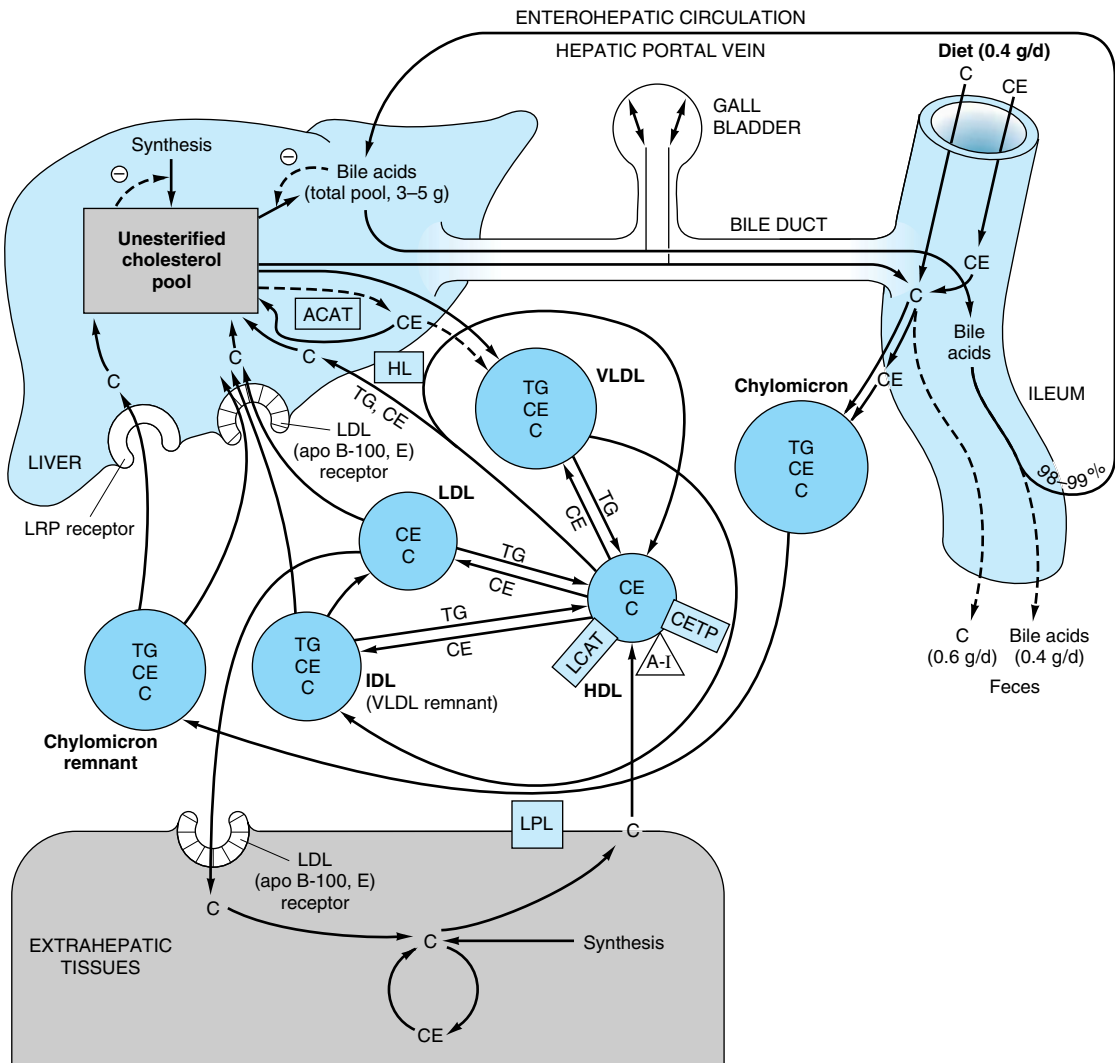 ENTEROHEPATIC CIRCULATION
HEPATIC PORTAL VEIN
Diet (0.4 g/d)
C
CE
GALL
BLADDER
Synthesis
−
−
Bile acids
(total pool, 3–5 g)
BILE DUCT
Unesterified
cholesterol
pool
CE
C
ACAT
CE
Bile
acids
C
C
HL
VLDL
TG
CE
C
TG, CE
Chylomicron
CE
ILEUM
C
TG
CE
C
LDL
(apo B-100, E)
receptor
LIVER
98–99%
LRP receptor
LDL
CE
C
TG
CE
TG
CE
CE
C
CETP
LCAT
A-I
HDL
TG
CE
TG
CE
C
IDL
(VLDL remnant)
TG
CE
C
Chylomicron
remnant
C
(0.6 g/d)
Bile acids
(0.4 g/d)
Feces
LPL
C
LDL
(apo B-100, E)
receptor
C
C
Synthesis
EXTRAHEPATIC
TISSUES
CE